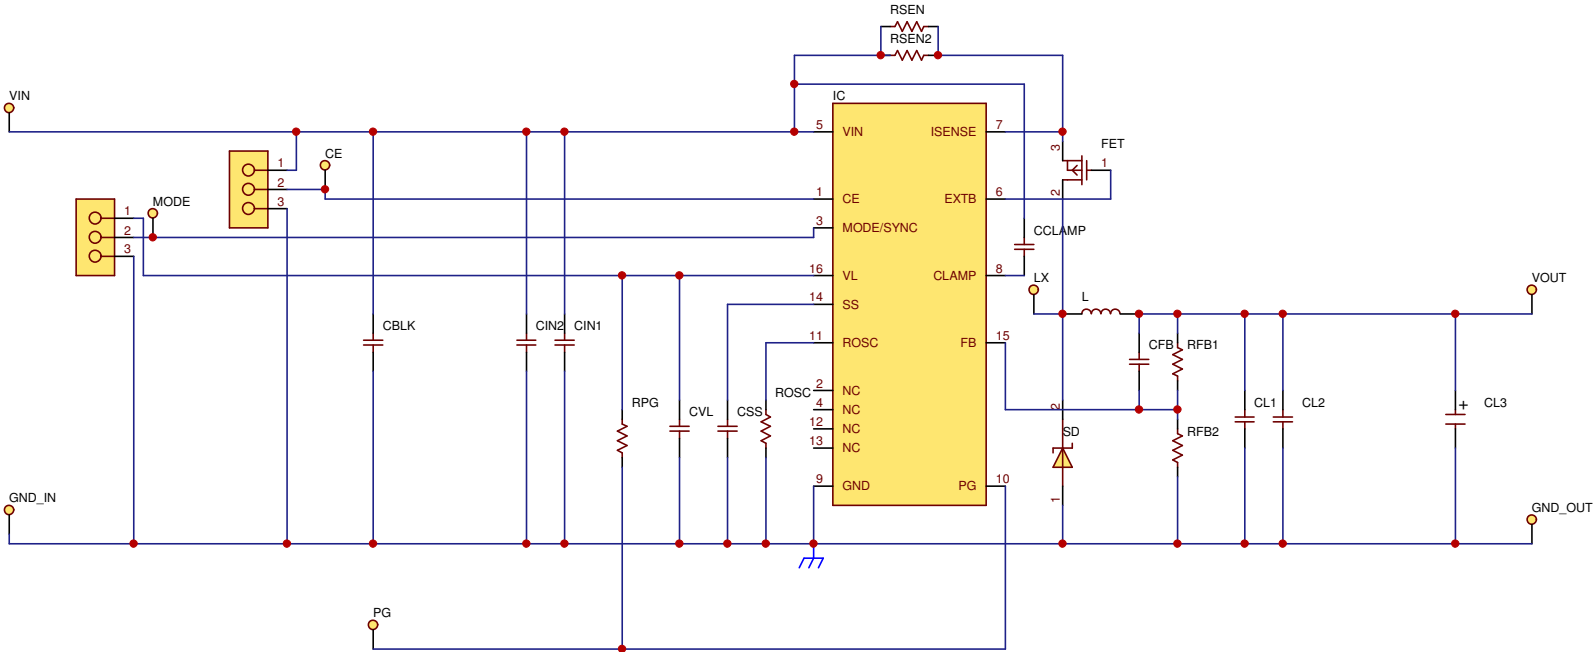 RSEN
RSEN2
VIN
IC
5 VIN
ISENSE 7
3
FET
1
CE
1
2
3
1 CE
EXTB 6
2
MODE
1
2
3
3 MODE/SYNC
CCLAMP
16 VL
CLAMP 8
LX
VOUT
14 SS
L
CBLK
CIN2
CIN1
11 ROSC
FB 15
CFB
RFB1
2 NC
ROSC
4 NC
RPG
CVL
CSS
12 NC
13 NC
2
SD
RFB2
CL1
CL2
+
CL3
9 GND
PG 10
1
GND_IN
GND_OUT
PG